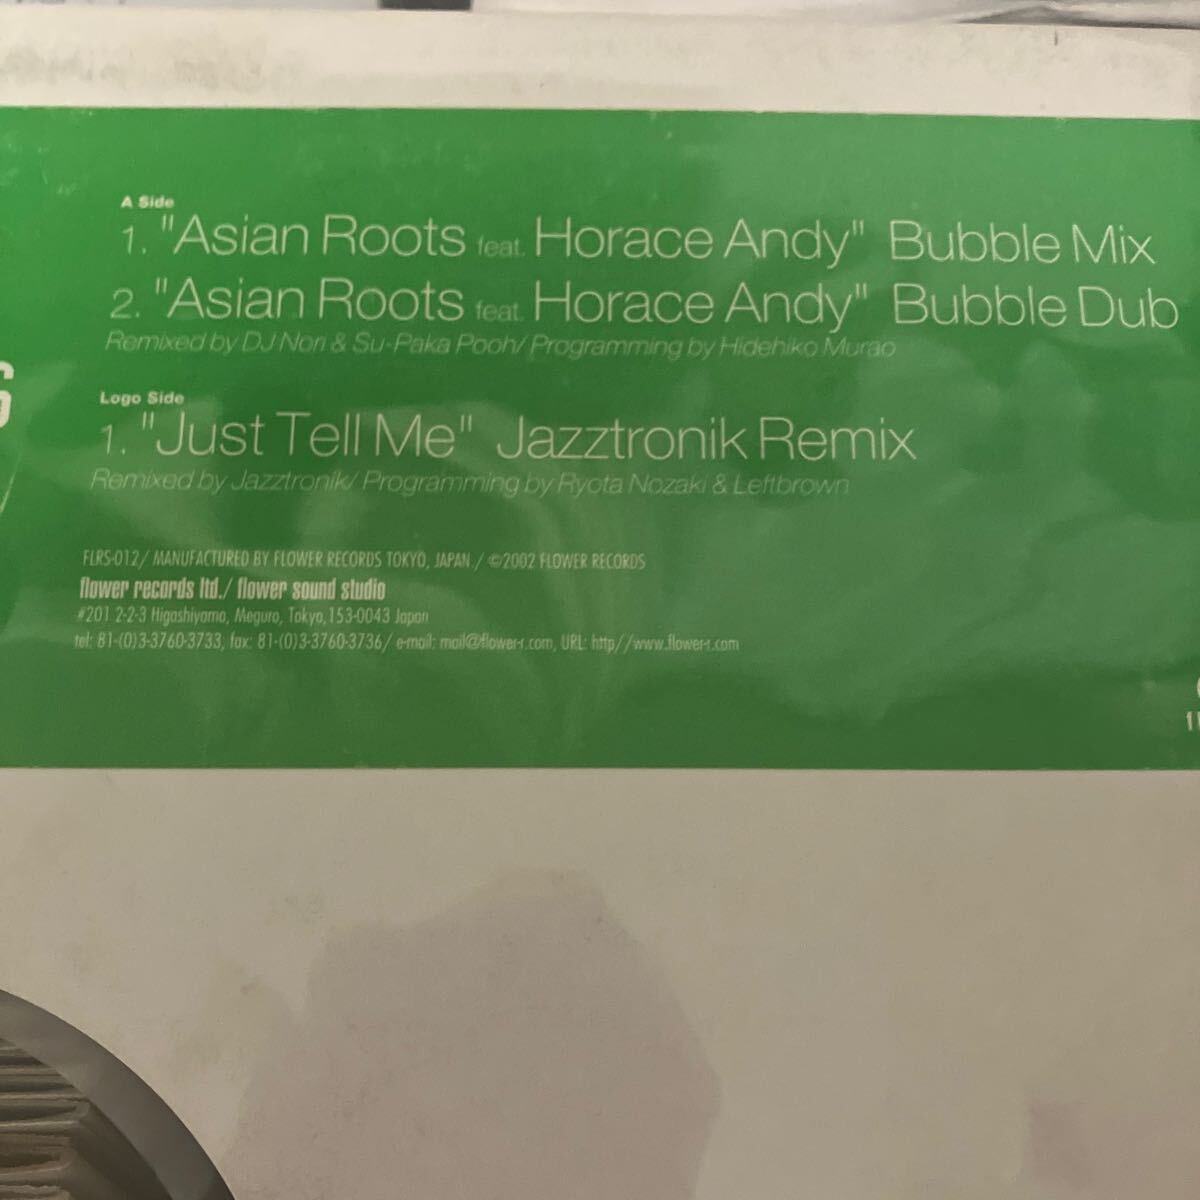 A Side
1. "Asian Roots feat. Horace Andy" Bubble Mix
2. "Asian Roots feat. Horace Andy" Bubble Dub
Remixed by DJ Nori & Su-Paka Pooh/ Programming by Hidehiko Murao
Logo Side
1. "Just Tell Me" Jazztronik Remix
Remixed by Jazztronik/ Programming by Ryota Nozaki & Leftbrown
FLRS-012/ MANUFACTURED BY FLOWER RECORDS TOKYO, JAPAN / ©2002 FLOWER RECORDS
flower records ltd./ flower sound studio
#201 2-2-3 Higashiyama, Meguro, Tokyo,153-0043 Japan
tel: 81-(0)3-3760-3733, fax: 81-(0)3-3760-3736/ e-mail: mail@flower-r.com, URL: http//www.flower-r.com